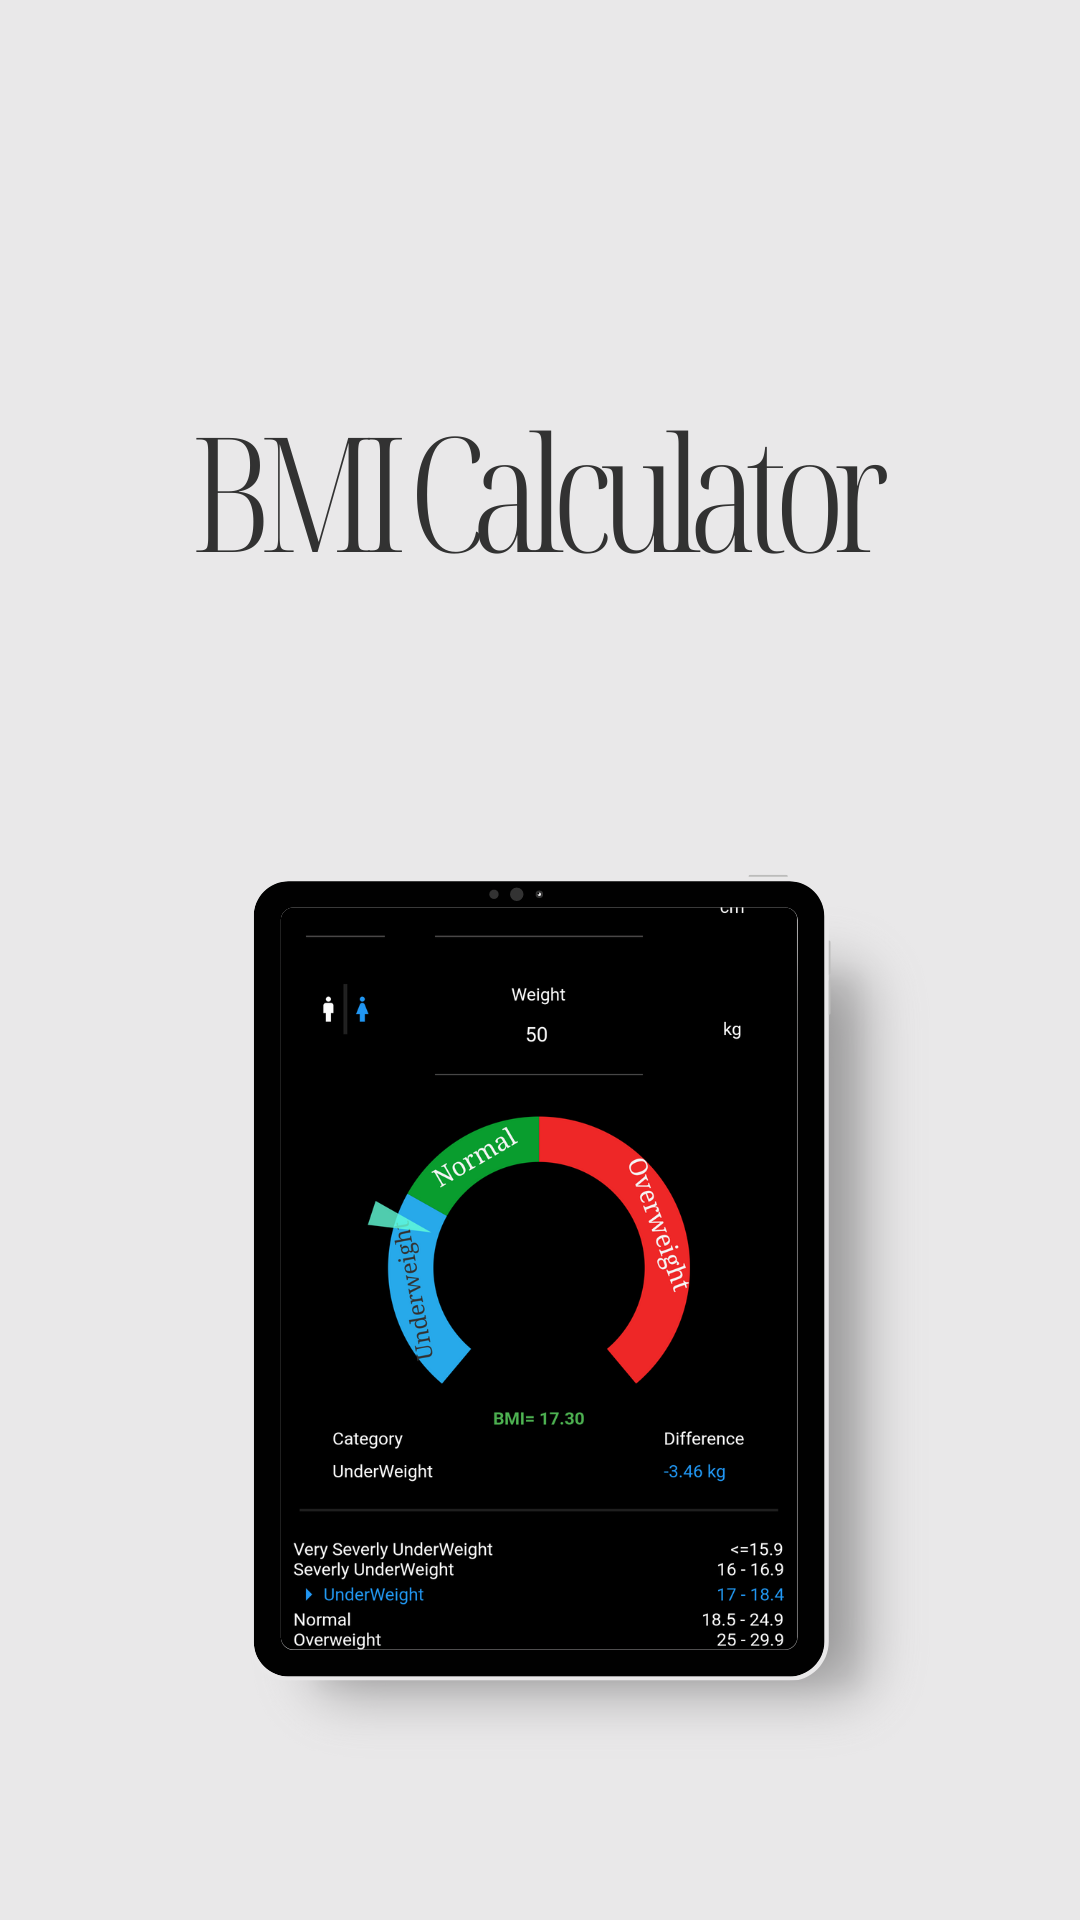 BMI Calculator
cm
Weight
50
kg
Normal
Overweight
Underweight
BMI= 17.30
Category
Difference
UnderWeight
-3.46 kg
Very Severly UnderWeight <=15.9
Severly UnderWeight 16 - 16.9
UnderWeight 17 - 18.4
Normal 18.5 - 24.9
Overweight 25 - 29.9